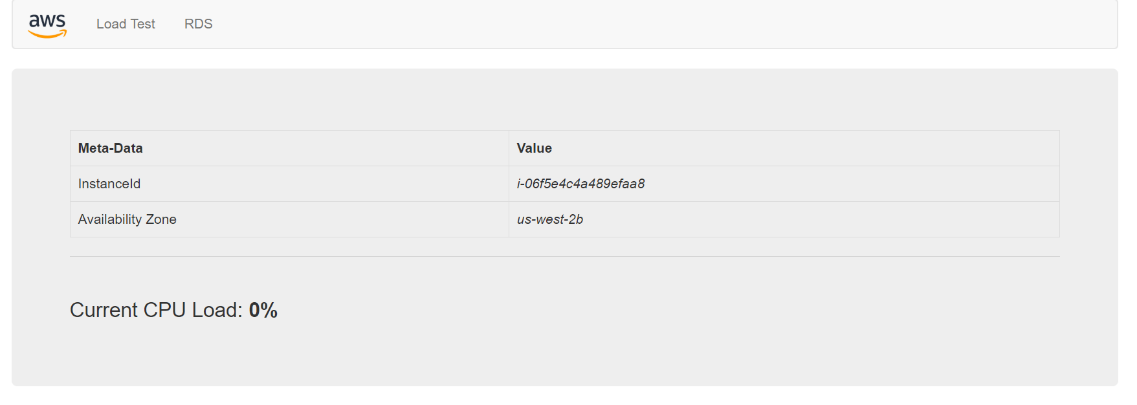 aws Load Test RDS
Meta-Data Value
InstanceId i-06f5e4c4a489efaa8
Availability Zone us-west-2b
Current CPU Load: 0%